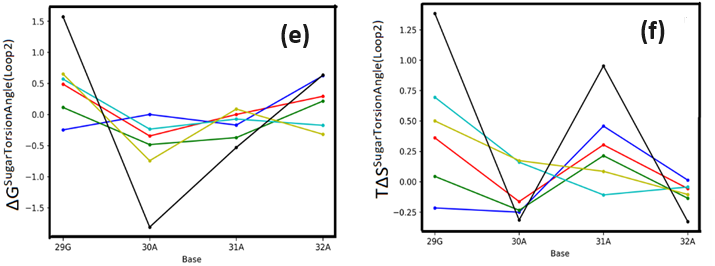 (e)
ΔG^SugarTorsionAngle(Loop2)
1.5
1.0
0.5
0.0
−0.5
−1.0
−1.5
29G 30A 31A 32A
Base
(f)
TΔS^SugarTorsionAngle(Loop2)
1.25
1.00
0.75
0.50
0.25
0.00
−0.25
29G 30A 31A 32A
Base